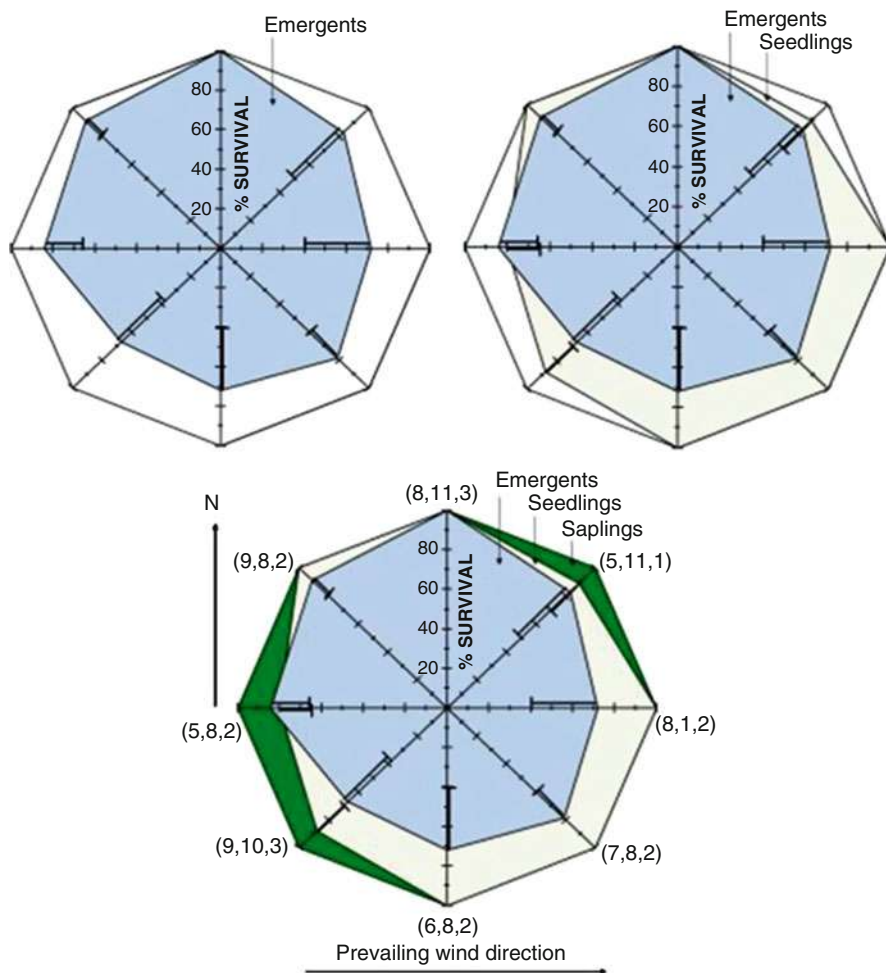 Emergents
80
60
40
20
% SURVIVAL
Emergents
Seedlings
80
60
40
20
% SURVIVAL
N
Emergents
Seedlings
Saplings
(8,11,3)
(9,8,2)
(5,11,1)
80
60
40
20
% SURVIVAL
(5,8,2)
(8,1,2)
(9,10,3)
(7,8,2)
(6,8,2)
Prevailing wind direction